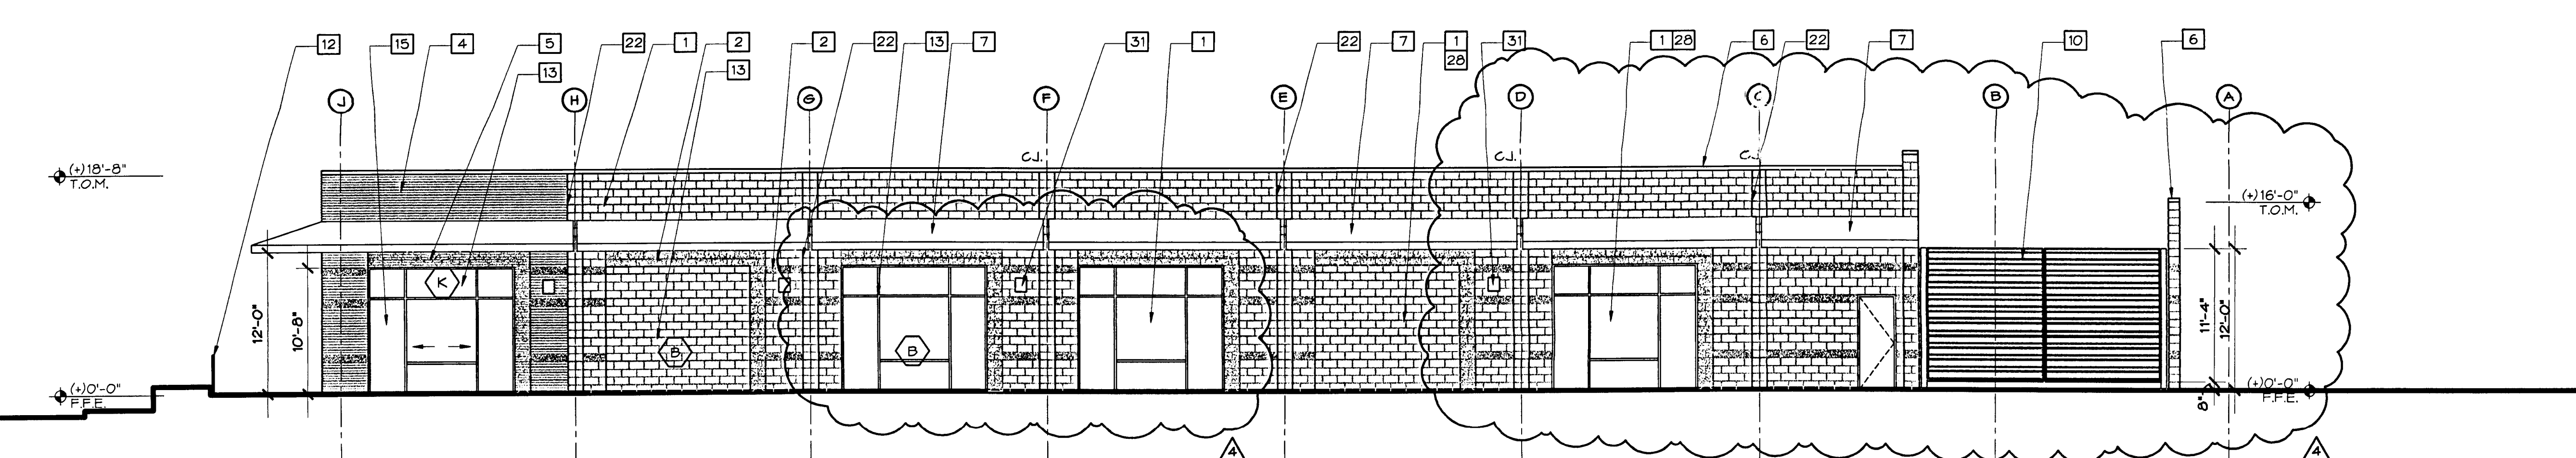 12 15 4 5 22 1 2 2 22 13 7 31 1 22 7 1 31 1 28 6 22 7 10 6
13 13 28
J H G F E D C B A
C.J. C.J. C.J.
(+)18'-8"
T.O.M.
(+)16'-0"
T.O.M.
K
12'-0"
10'-8"
11'-4"
12'-0"
B B
(+)0'-0"
F.F.E.
(+)0'-0"
F.F.E.
8"
4 4